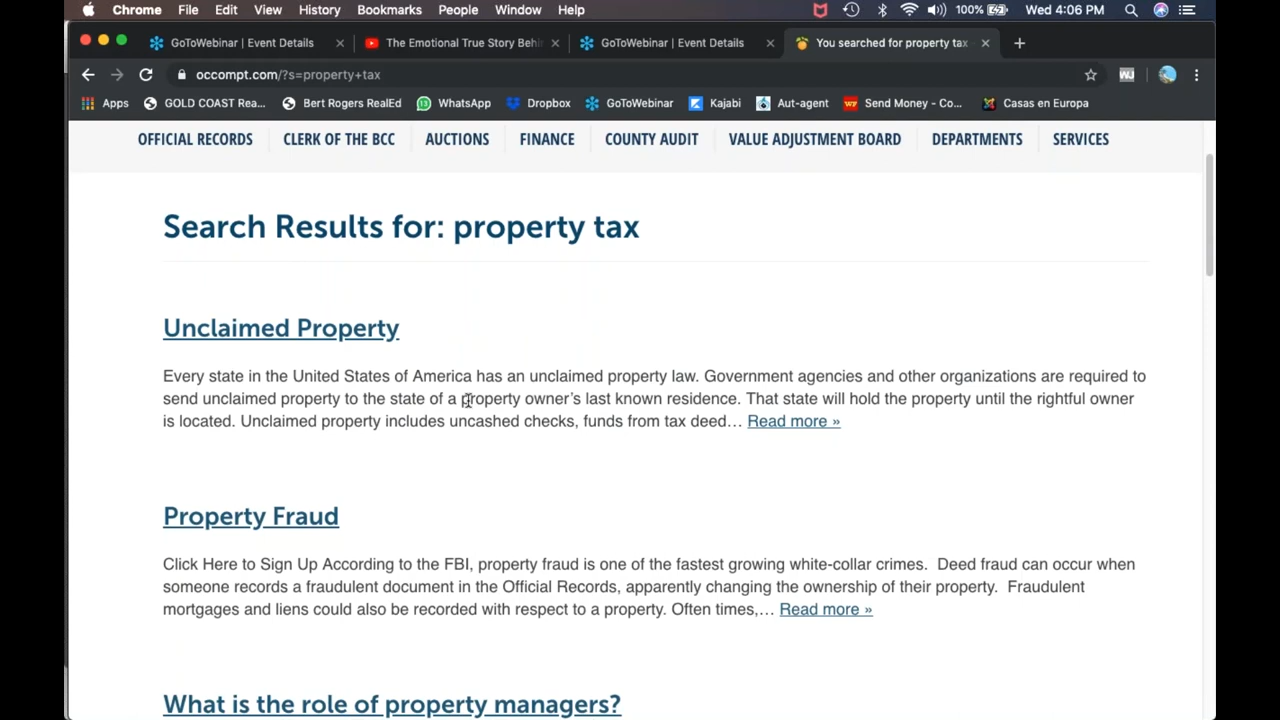 Chrome File Edit View History Bookmarks People Window Help 100% Wed 4:06 PM
GoToWebinar | Event Details The Emotional True Story Behi GoToWebinar | Event Details You searched for property tax
occompt.com/?s=property+tax
Apps GOLD COAST Rea... Bert Rogers RealEd WhatsApp Dropbox GoToWebinar Kajabi Aut-agent Send Money - Co... Casas en Europa
OFFICIAL RECORDS CLERK OF THE BCC AUCTIONS FINANCE COUNTY AUDIT VALUE ADJUSTMENT BOARD DEPARTMENTS SERVICES
Search Results for: property tax
Unclaimed Property
Every state in the United States of America has an unclaimed property law. Government agencies and other organizations are required to
send unclaimed property to the state of a property owner’s last known residence. That state will hold the property until the rightful owner
is located. Unclaimed property includes uncashed checks, funds from tax deed… Read more »
Property Fraud
Click Here to Sign Up According to the FBI, property fraud is one of the fastest growing white-collar crimes. Deed fraud can occur when
someone records a fraudulent document in the Official Records, apparently changing the ownership of their property. Fraudulent
mortgages and liens could also be recorded with respect to a property. Often times,… Read more »
What is the role of property managers?